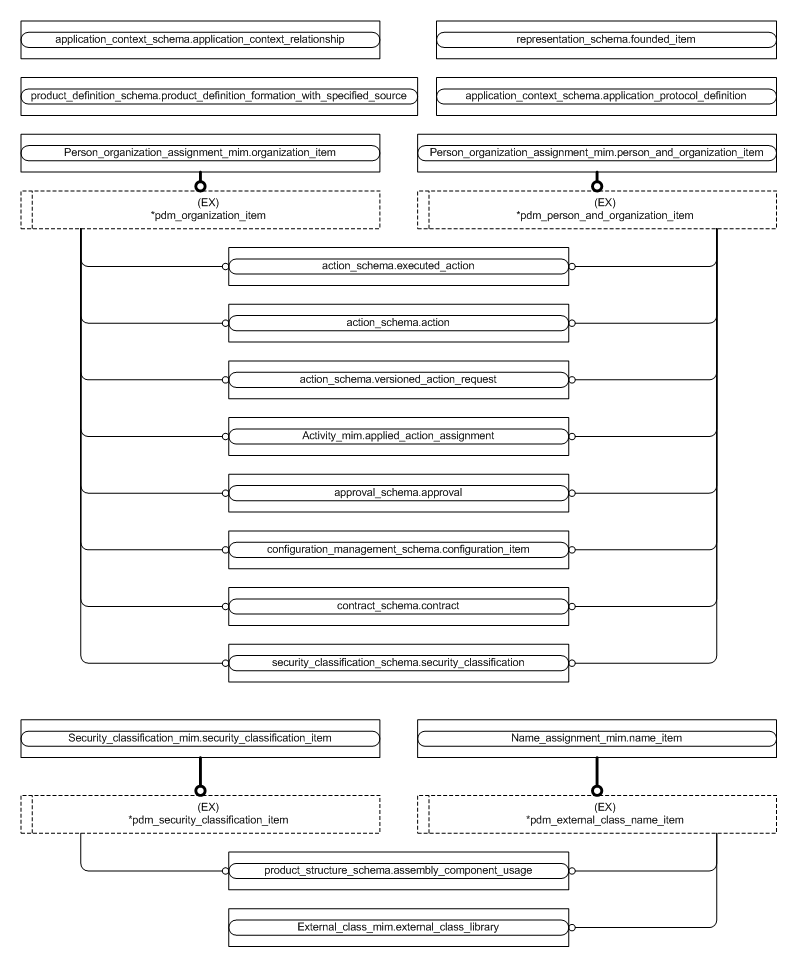 application_context_schema.application_context_relationship
representation_schema.founded_item
product_definition_schema.product_definition_formation_with_specified_source
application_context_schema.application_protocol_definition
Person_organization_assignment_mim.organization_item
Person_organization_assignment_mim.person_and_organization_item
(EX)
*pdm_organization_item
(EX)
*pdm_person_and_organization_item
action_schema.executed_action
action_schema.action
action_schema.versioned_action_request
Activity_mim.applied_action_assignment
approval_schema.approval
configuration_management_schema.configuration_item
contract_schema.contract
security_classification_schema.security_classification
Security_classification_mim.security_classification_item
Name_assignment_mim.name_item
(EX)
*pdm_security_classification_item
(EX)
*pdm_external_class_name_item
product_structure_schema.assembly_component_usage
External_class_mim.external_class_library